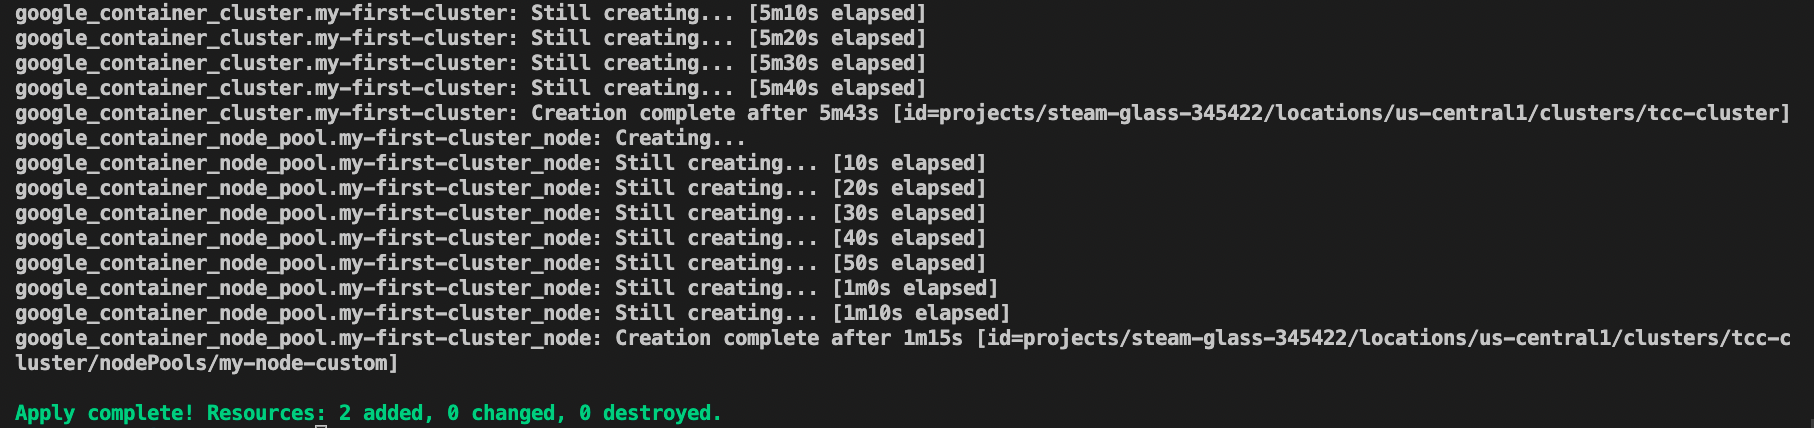 google_container_cluster.my-first-cluster: Still creating... [5m10s elapsed]
google_container_cluster.my-first-cluster: Still creating... [5m20s elapsed]
google_container_cluster.my-first-cluster: Still creating... [5m30s elapsed]
google_container_cluster.my-first-cluster: Still creating... [5m40s elapsed]
google_container_cluster.my-first-cluster: Creation complete after 5m43s [id=projects/steam-glass-345422/locations/us-central1/clusters/tcc-cluster]
google_container_node_pool.my-first-cluster_node: Creating...
google_container_node_pool.my-first-cluster_node: Still creating... [10s elapsed]
google_container_node_pool.my-first-cluster_node: Still creating... [20s elapsed]
google_container_node_pool.my-first-cluster_node: Still creating... [30s elapsed]
google_container_node_pool.my-first-cluster_node: Still creating... [40s elapsed]
google_container_node_pool.my-first-cluster_node: Still creating... [50s elapsed]
google_container_node_pool.my-first-cluster_node: Still creating... [1m0s elapsed]
google_container_node_pool.my-first-cluster_node: Still creating... [1m10s elapsed]
google_container_node_pool.my-first-cluster_node: Creation complete after 1m15s [id=projects/steam-glass-345422/locations/us-central1/clusters/tcc-c
luster/nodePools/my-node-custom]
Apply complete! Resources: 2 added, 0 changed, 0 destroyed.